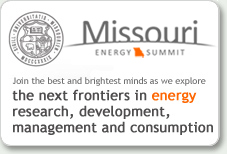 Missouri
ENERGY SUMMIT
Join the best and brightest minds as we explore
the next frontiers in energy
research, development,
management and consumption